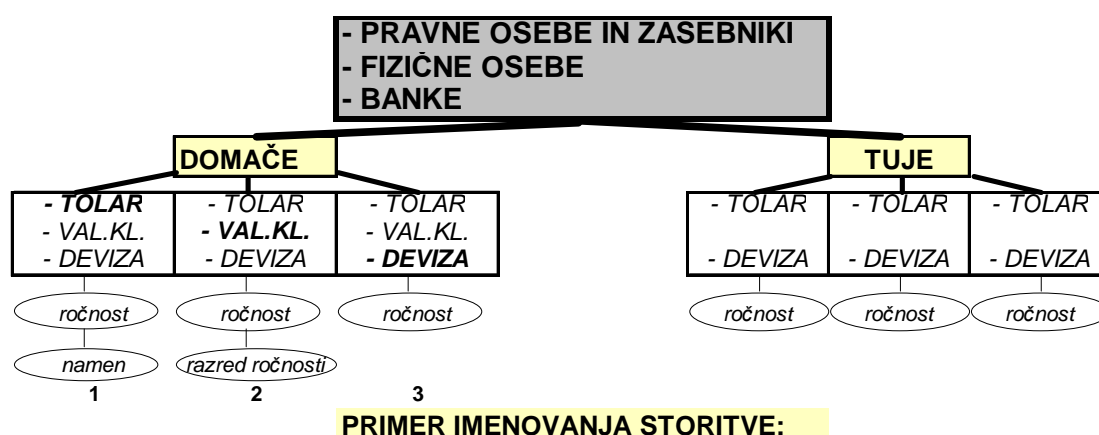 - PRAVNE OSEBE IN ZASEBNIKI
- FIZIČNE OSEBE
- BANKE
DOMAČE
TUJE
- TOLAR
- VAL.KL.
- DEVIZA
- TOLAR
- VAL.KL.
- DEVIZA
- TOLAR
- VAL.KL.
- DEVIZA
- TOLAR
- DEVIZA
- TOLAR
- DEVIZA
- TOLAR
- DEVIZA
ročnost
ročnost
ročnost
ročnost
ročnost
ročnost
namen
razred ročnosti
1
2
3
PRIMER IMENOVANJA STORITVE: